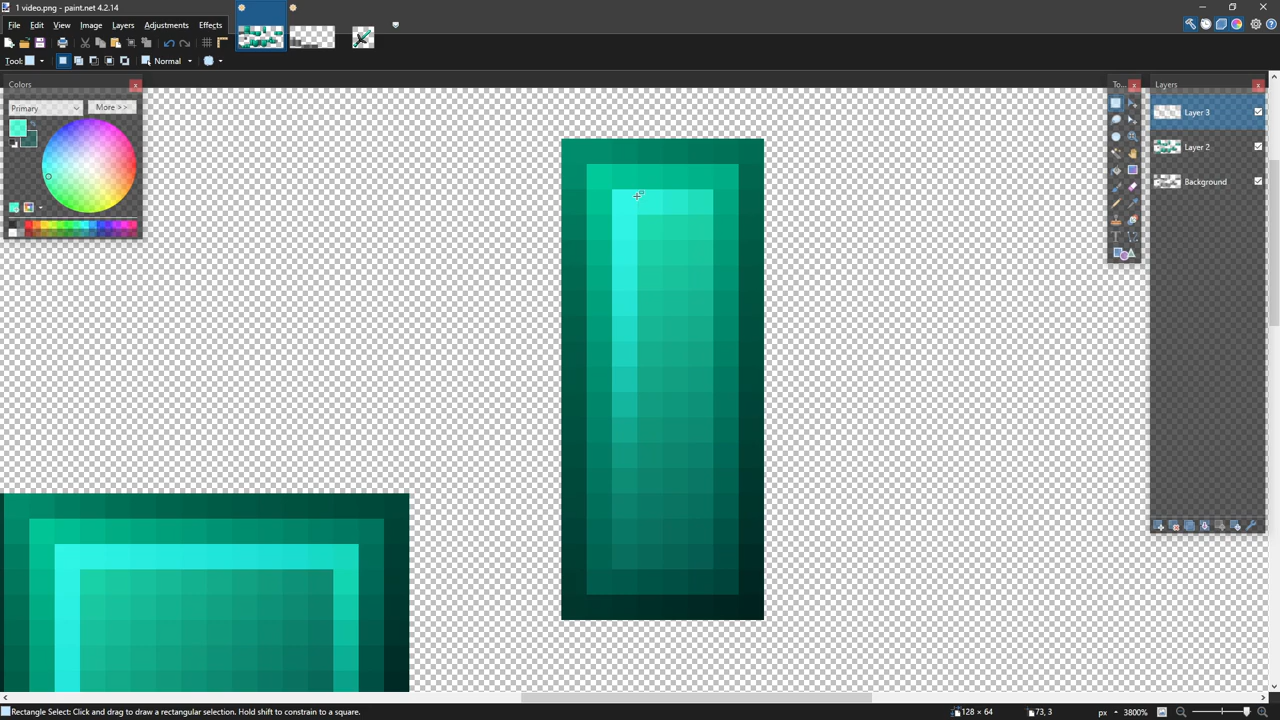 1 video.png - paint.net 4.2.14
File Edit View Image Layers Adjustments Effects
Tool: Normal
Colors
Primary
More >>
To...
Layers
Layer 3
Layer 2
Background
Rectangle Select: Click and drag to draw a rectangular selection. Hold shift to constrain to a square.
128 × 64
73, 3
px
3800%